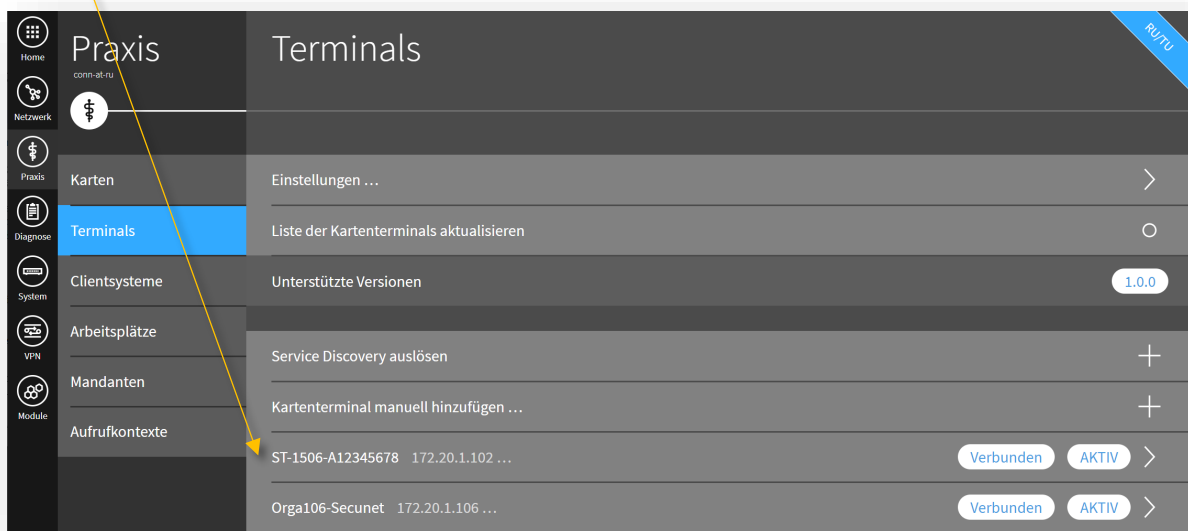 Home
Netzwerk
Praxis
Diagnose
System
VPN
Module
Praxis
conn-at-ru
Karten
Terminals
Clientsysteme
Arbeitsplätze
Mandanten
Aufrufkontexte
Terminals
RU/TU
Einstellungen ...
Liste der Kartenterminals aktualisieren
Unterstützte Versionen 1.0.0
Service Discovery auslösen
Kartenterminal manuell hinzufügen ...
ST-1506-A12345678 172.20.1.102 ... Verbunden AKTIV
Orga106-Secunet 172.20.1.106 ... Verbunden AKTIV